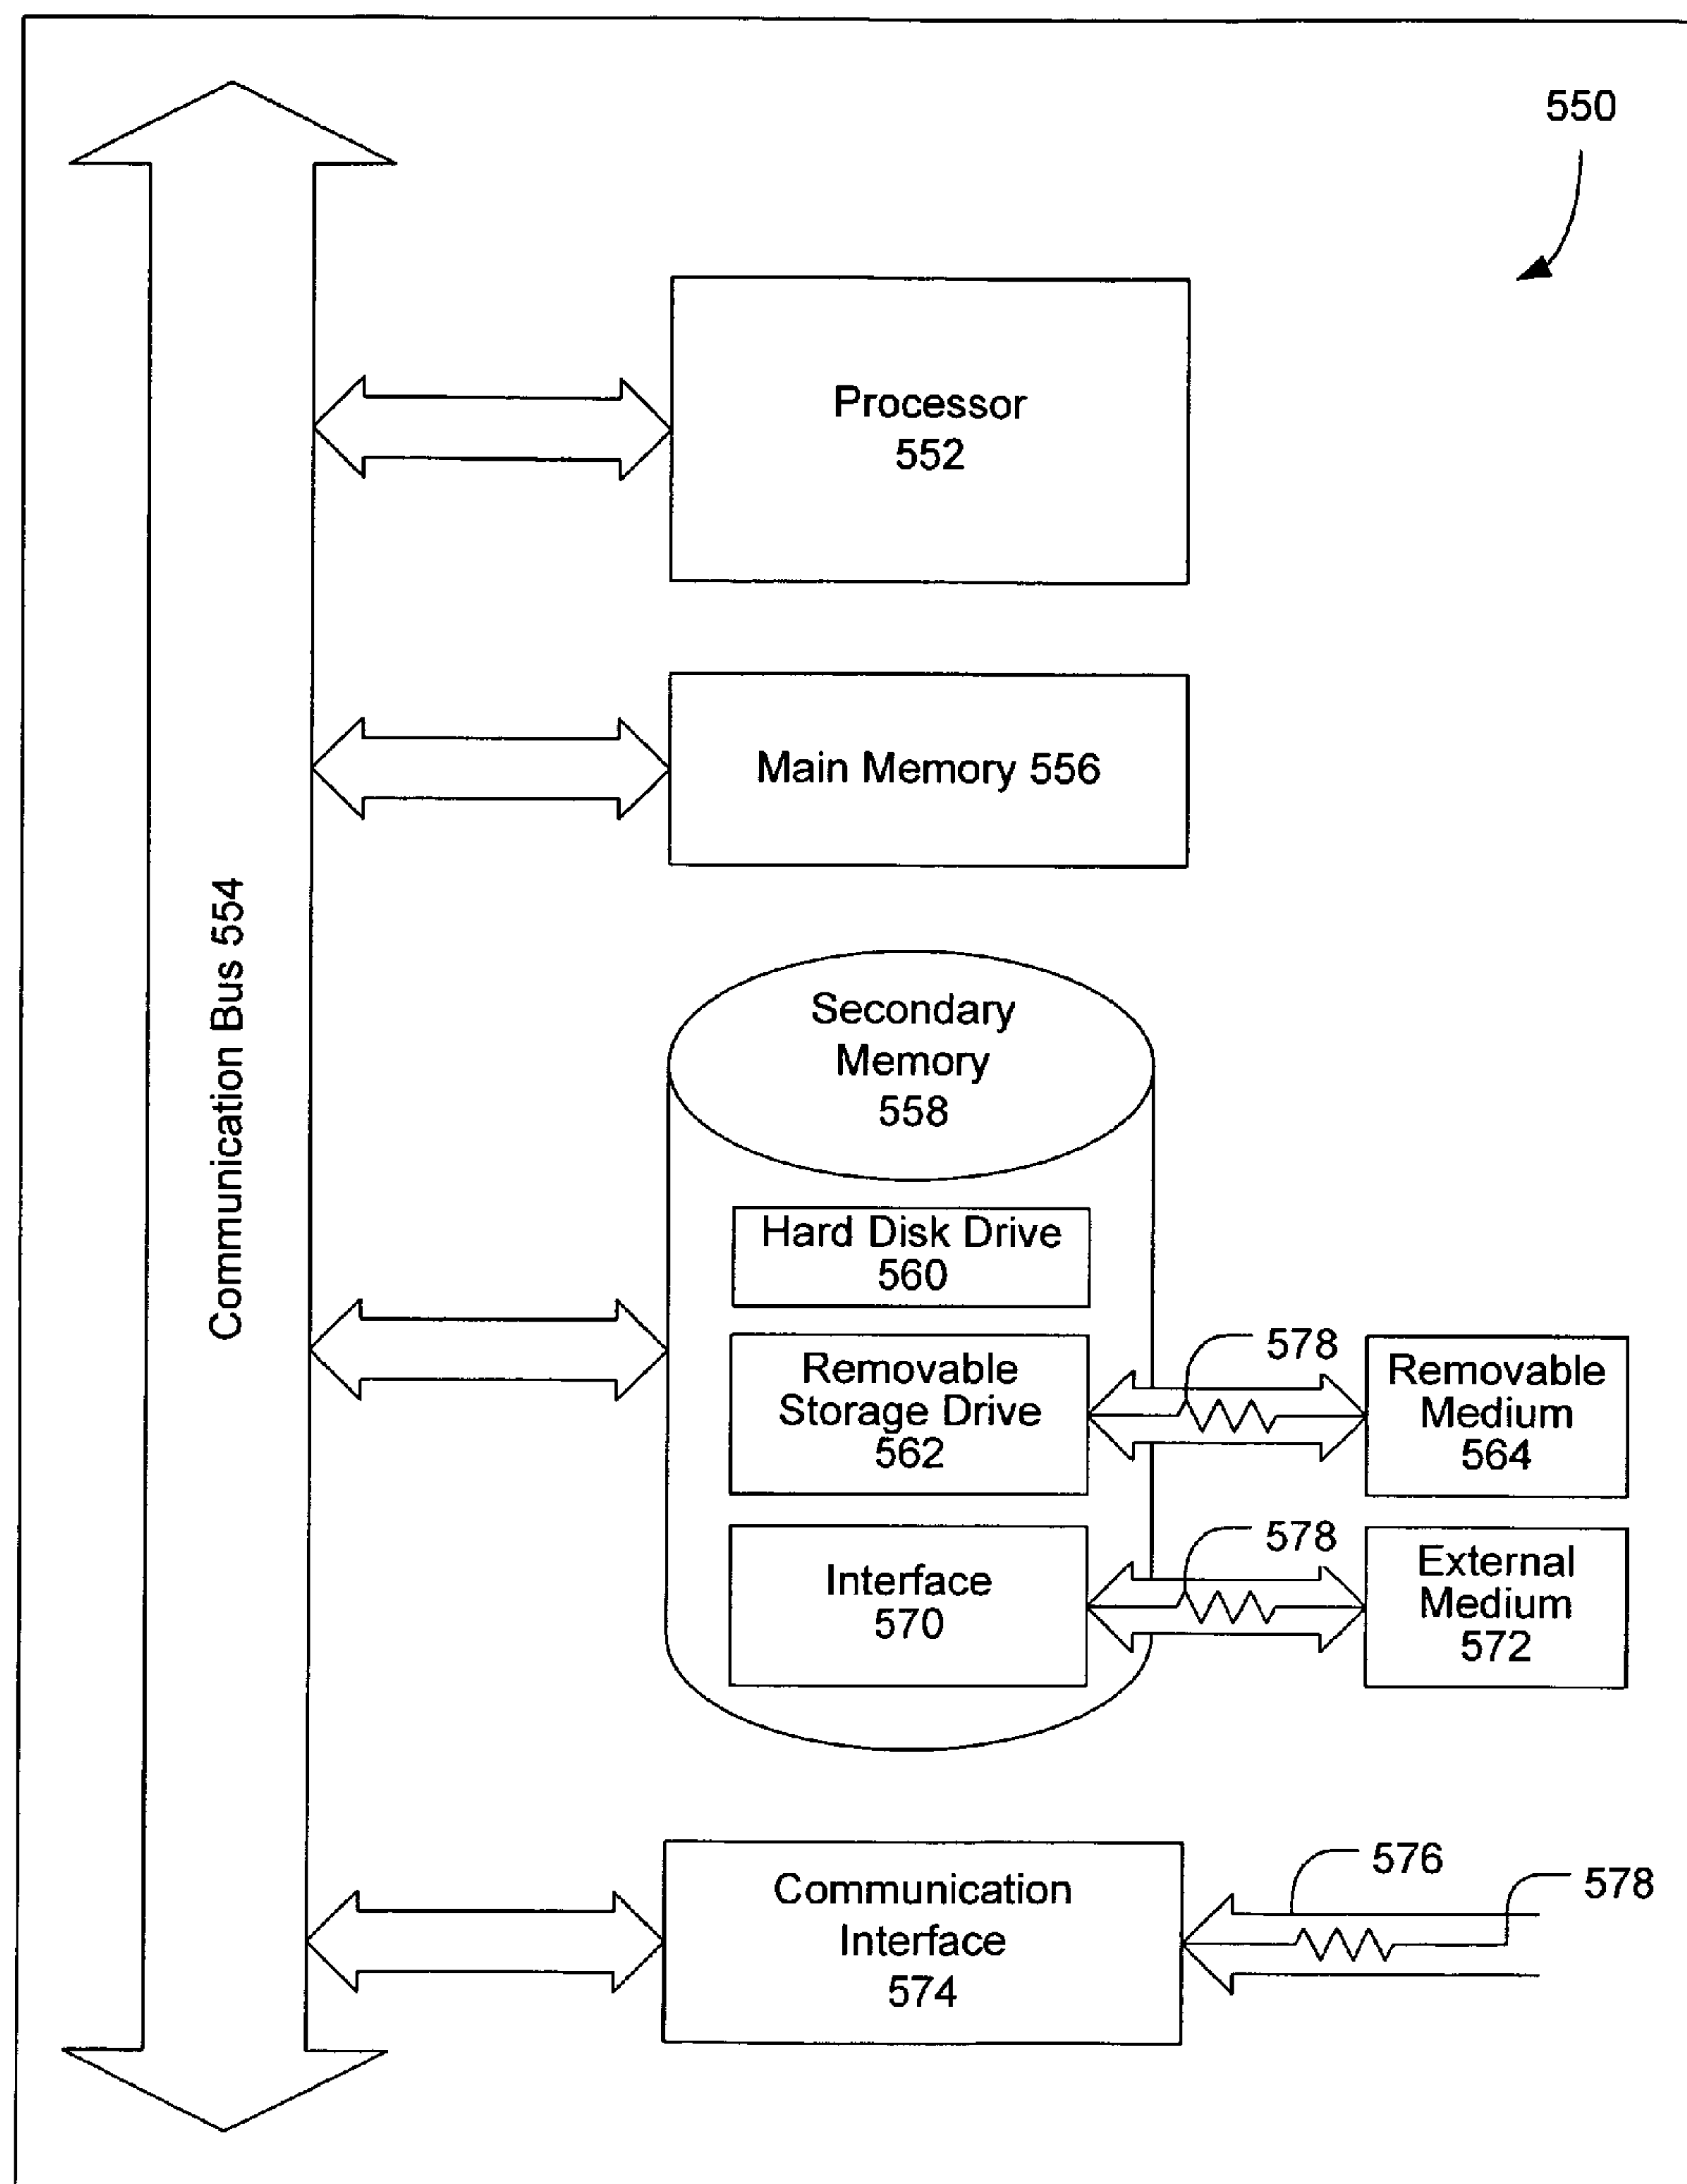 550
Processor
552
Main Memory 556
Communication Bus 554
Secondary
Memory
558
Hard Disk Drive
560
Removable
Storage Drive
562
578
Removable
Medium
564
Interface
570
578
External
Medium
572
Communication
Interface
574
576
578